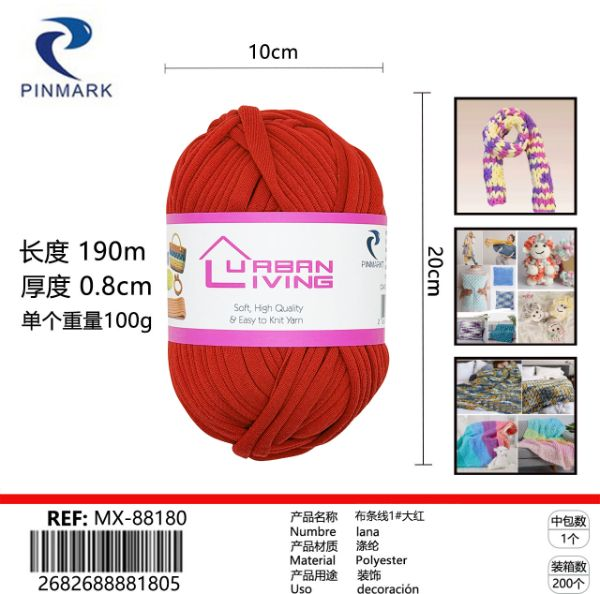 PINMARK
10cm
20cm
长度 190m
厚度 0.8cm
单个重量100g
URBAN
LIVING
Soft, High Quality
& Easy to Knit Yarn
PINMARK
REF: MX-88180
2682688881805
产品名称 布条线1#大红
Numbre lana
产品材质 涤纶
Material Polyester
产品用途 装饰
Uso decoración
中包数
1个
装箱数
200个